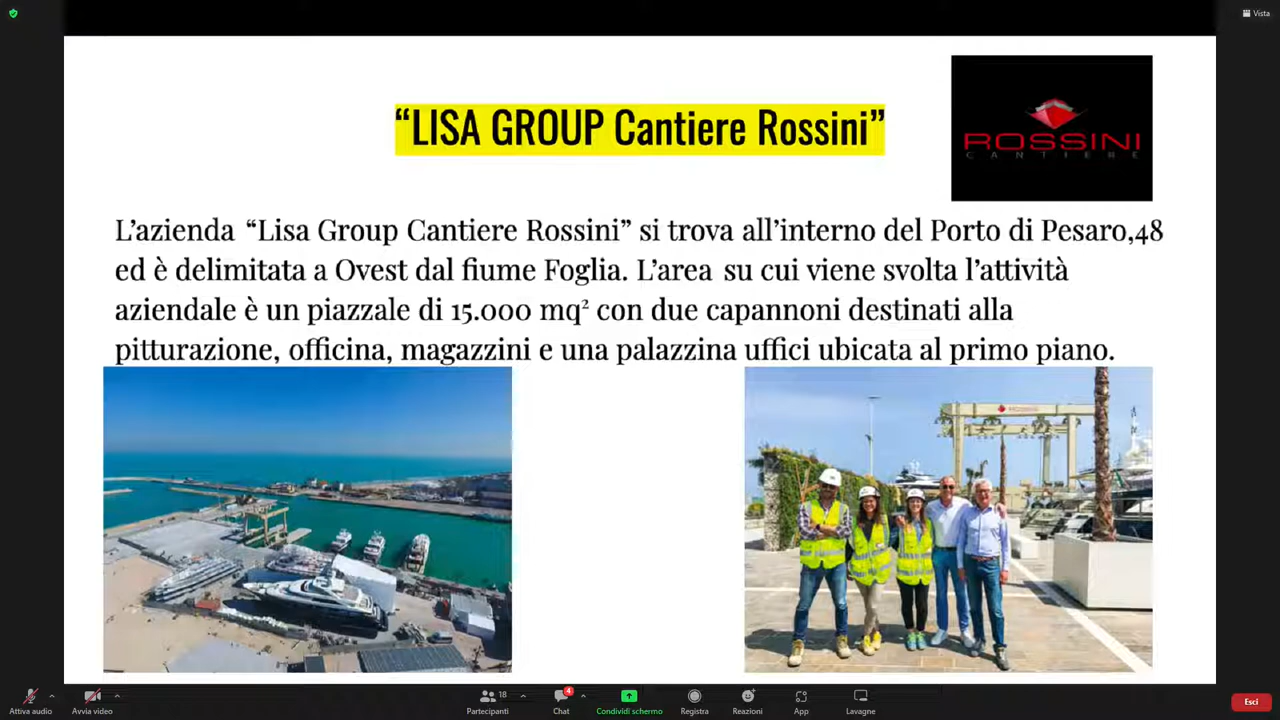 Vista
“LISA GROUP Cantiere Rossini”
ROSSINI
CANTIERE
L’azienda “Lisa Group Cantiere Rossini” si trova all’interno del Porto di Pesaro,48
ed è delimitata a Ovest dal fiume Foglia. L’area su cui viene svolta l’attività
aziendale è un piazzale di 15.000 mq² con due capannoni destinati alla
pitturazione, officina, magazzini e una palazzina uffici ubicata al primo piano.
Attiva audio
Avvia video
18
Partecipanti
4
Chat
Condividi schermo
Registra
Reazioni
App
Lavagne
Esci